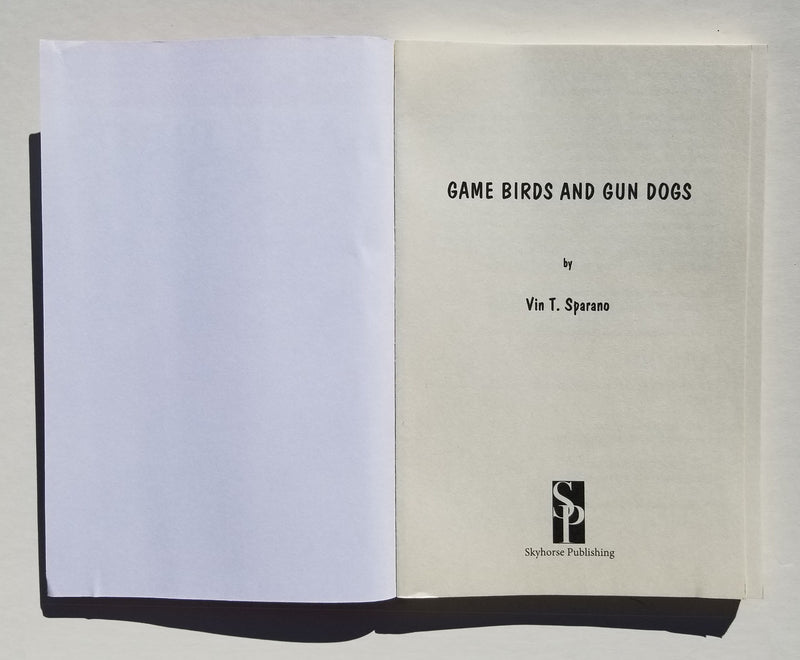 GAME BIRDS AND GUN DOGS
by
Vin T. Sparano
SP
Skyhorse Publishing